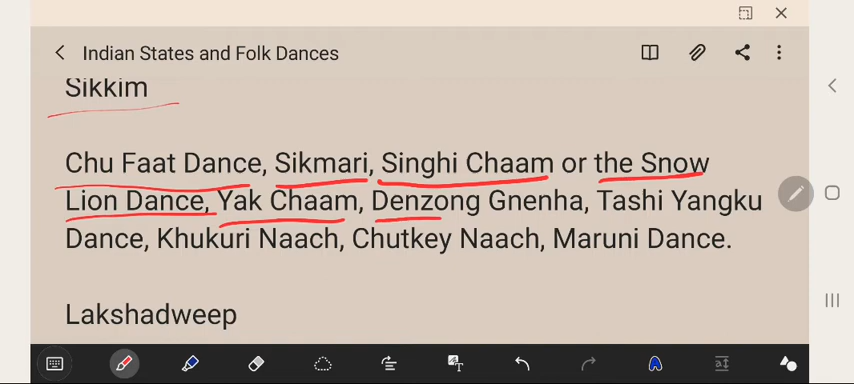 Indian States and Folk Dances
Sikkim
Chu Faat Dance, Sikmari, Singhi Chaam or the Snow
Lion Dance, Yak Chaam, Denzong Gnenha, Tashi Yangku
Dance, Khukuri Naach, Chutkey Naach, Maruni Dance.
Lakshadweep